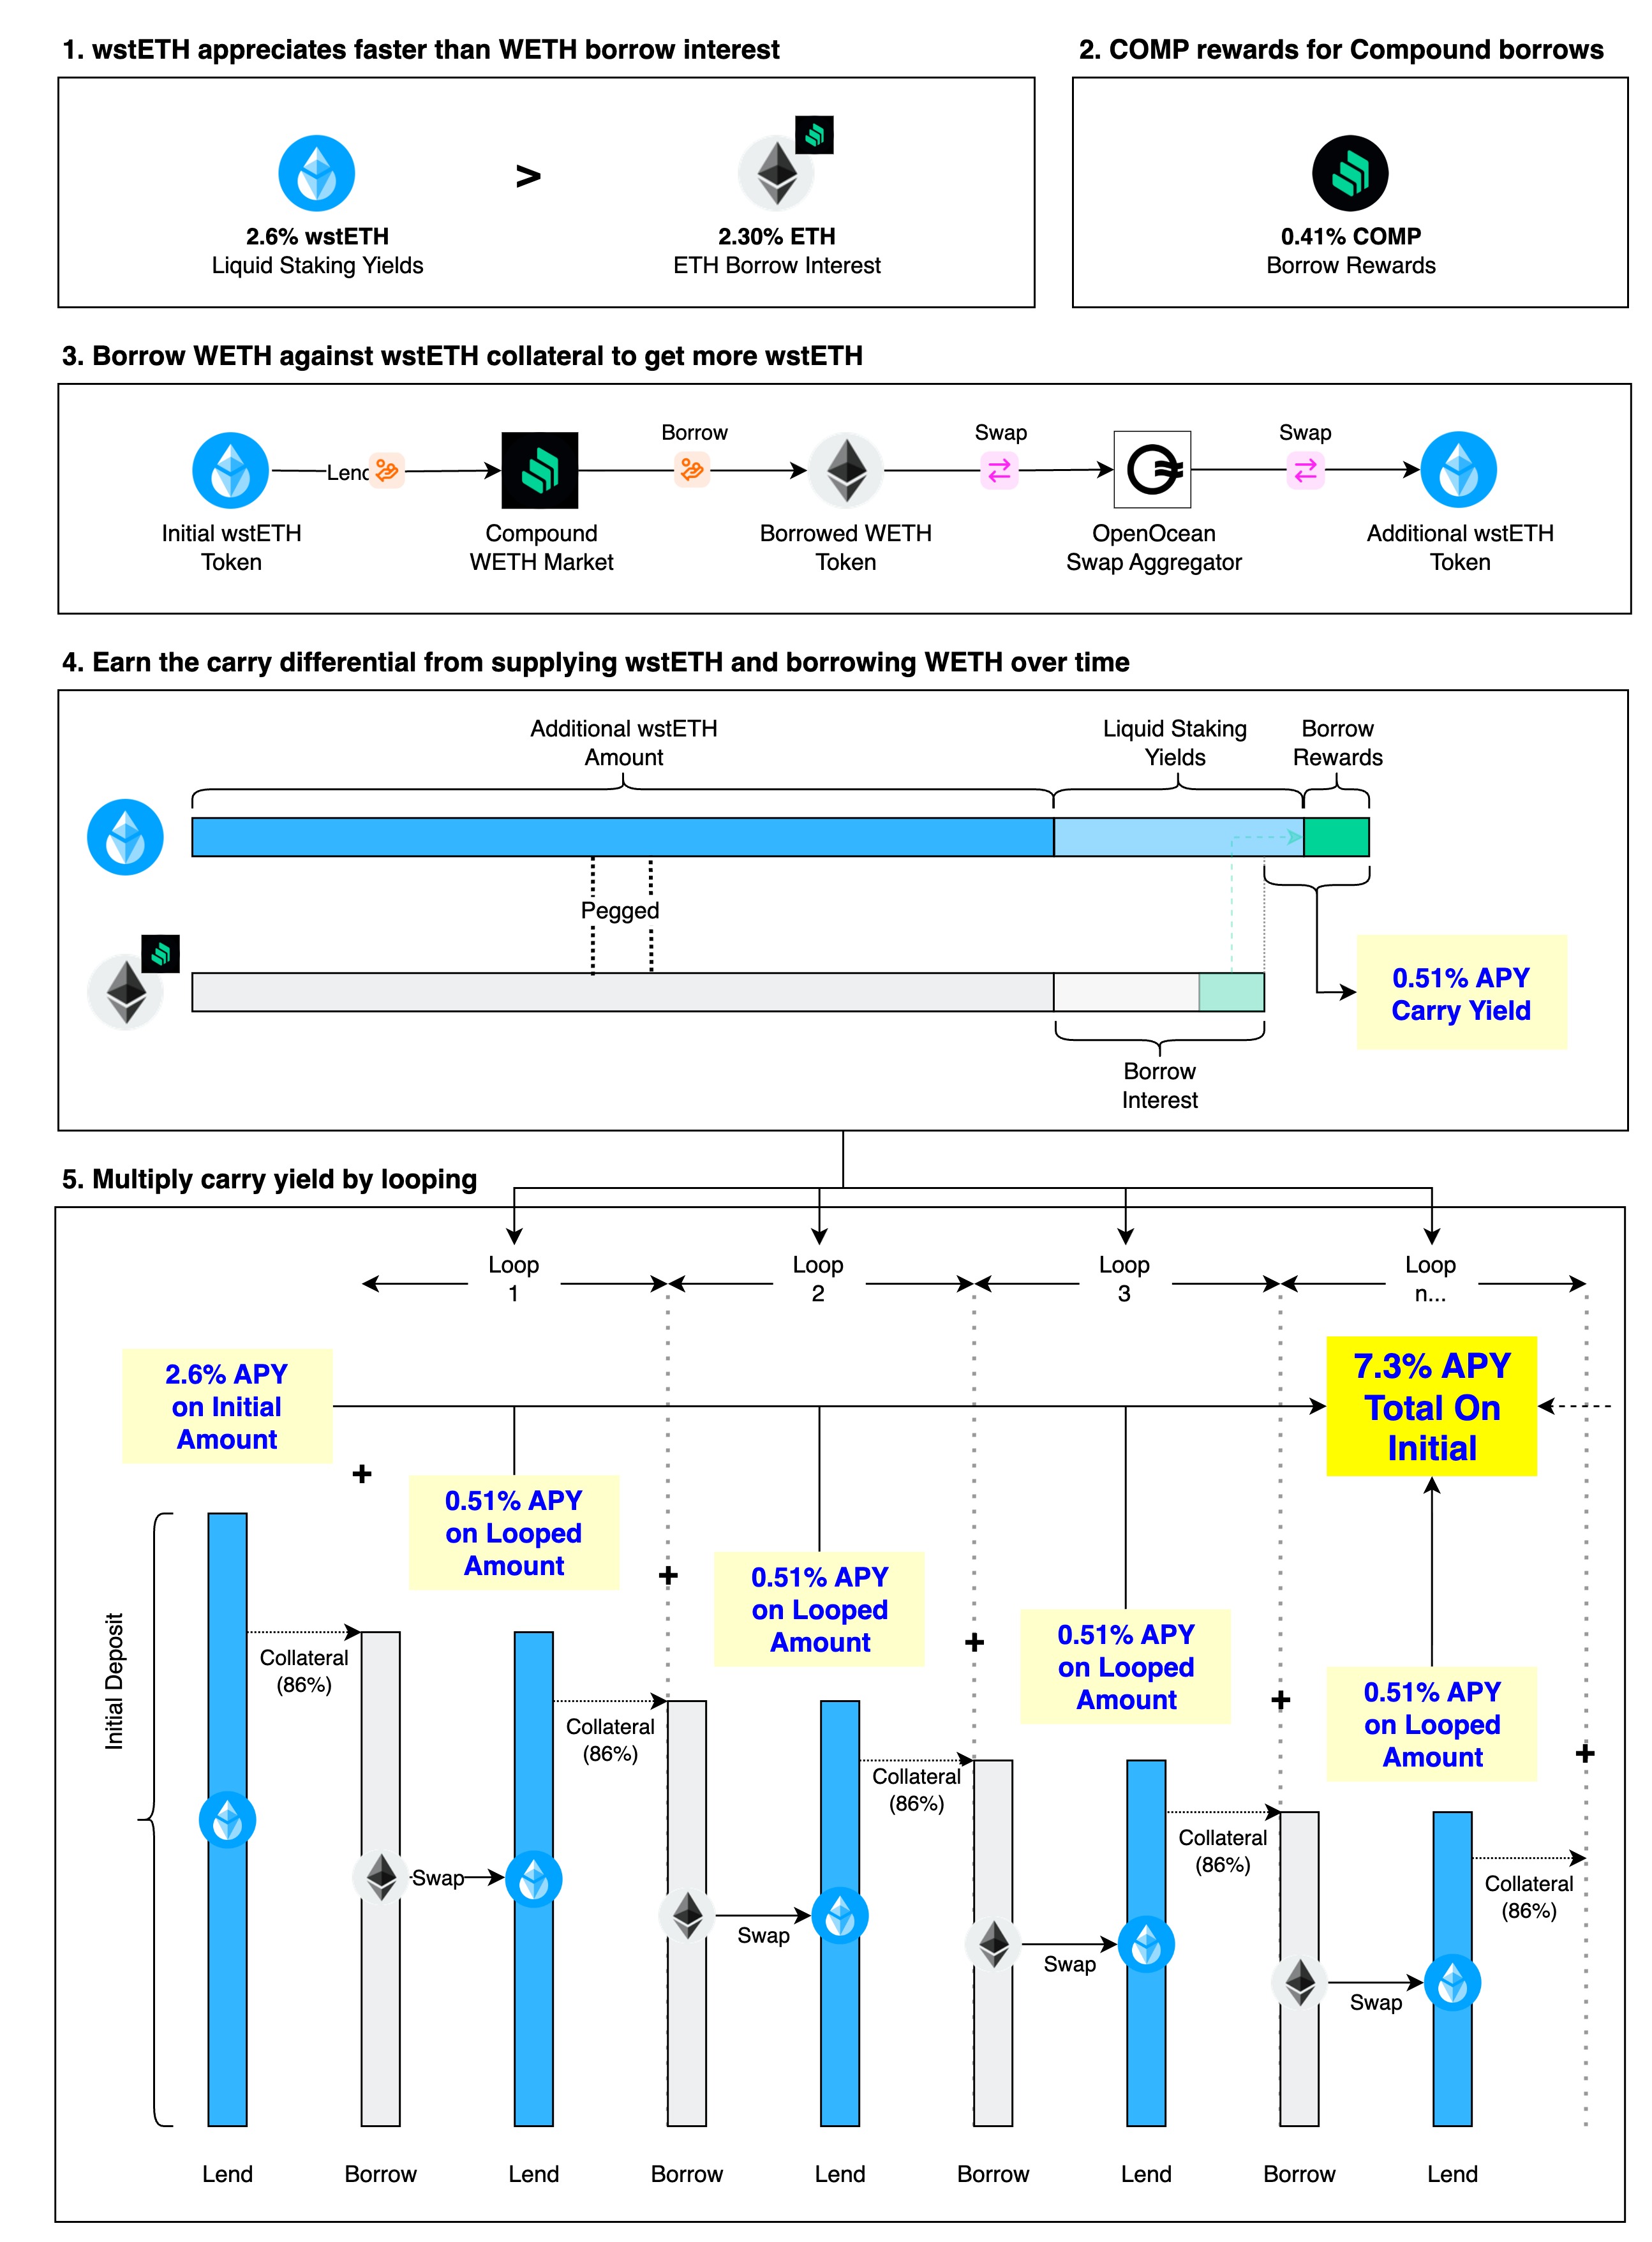 1. wstETH appreciates faster than WETH borrow interest
2. COMP rewards for Compound borrows
>
2.6% wstETH
Liquid Staking Yields
2.30% ETH
ETH Borrow Interest
0.41% COMP
Borrow Rewards
3. Borrow WETH against wstETH collateral to get more wstETH
Lend
Borrow
Swap
Swap
Initial wstETH
Token
Compound
WETH Market
Borrowed WETH
Token
OpenOcean
Swap Aggregator
Additional wstETH
Token
4. Earn the carry differential from supplying wstETH and borrowing WETH over time
Additional wstETH
Amount
Liquid Staking
Yields
Borrow
Rewards
Pegged
0.51% APY
Carry Yield
Borrow
Interest
5. Multiply carry yield by looping
Loop
1
Loop
2
Loop
3
Loop
n...
2.6% APY
on Initial
Amount
+
0.51% APY
on Looped
Amount
+
0.51% APY
on Looped
Amount
+
0.51% APY
on Looped
Amount
+
0.51% APY
on Looped
Amount
+
7.3% APY
Total On
Initial
Initial Deposit
Collateral
(86%)
Collateral
(86%)
Collateral
(86%)
Collateral
(86%)
Collateral
(86%)
Swap
Swap
Swap
Swap
Lend
Borrow
Lend
Borrow
Lend
Borrow
Lend
Borrow
Lend